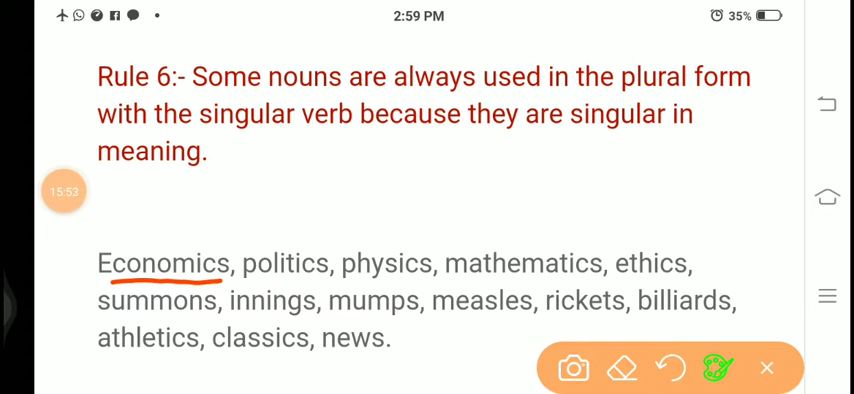 2:59 PM
35%
Rule 6:- Some nouns are always used in the plural form
with the singular verb because they are singular in
meaning.
15:53
Economics, politics, physics, mathematics, ethics,
summons, innings, mumps, measles, rickets, billiards,
athletics, classics, news.